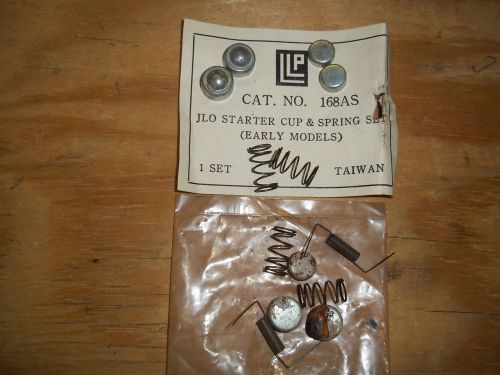 LLP
CAT. NO. 168AS
JLO STARTER CUP & SPRING SET
(EARLY MODELS)
1 SET TAIWAN